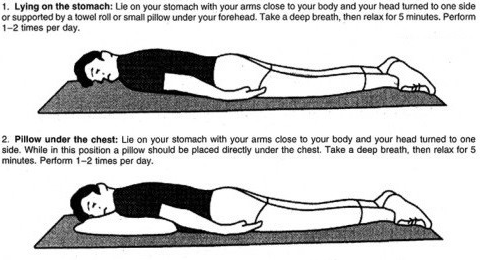 1. Lying on the stomach: Lie on your stomach with your arms close to your body and your head turned to one side
or supported by a towel roll or small pillow under your forehead. Take a deep breath, then relax for 5 minutes. Perform
1–2 times per day.
2. Pillow under the chest: Lie on your stomach with your arms close to your body and your head turned to one
side. While in this position a pillow should be placed directly under the chest. Take a deep breath, then relax for 5
minutes. Perform 1–2 times per day.